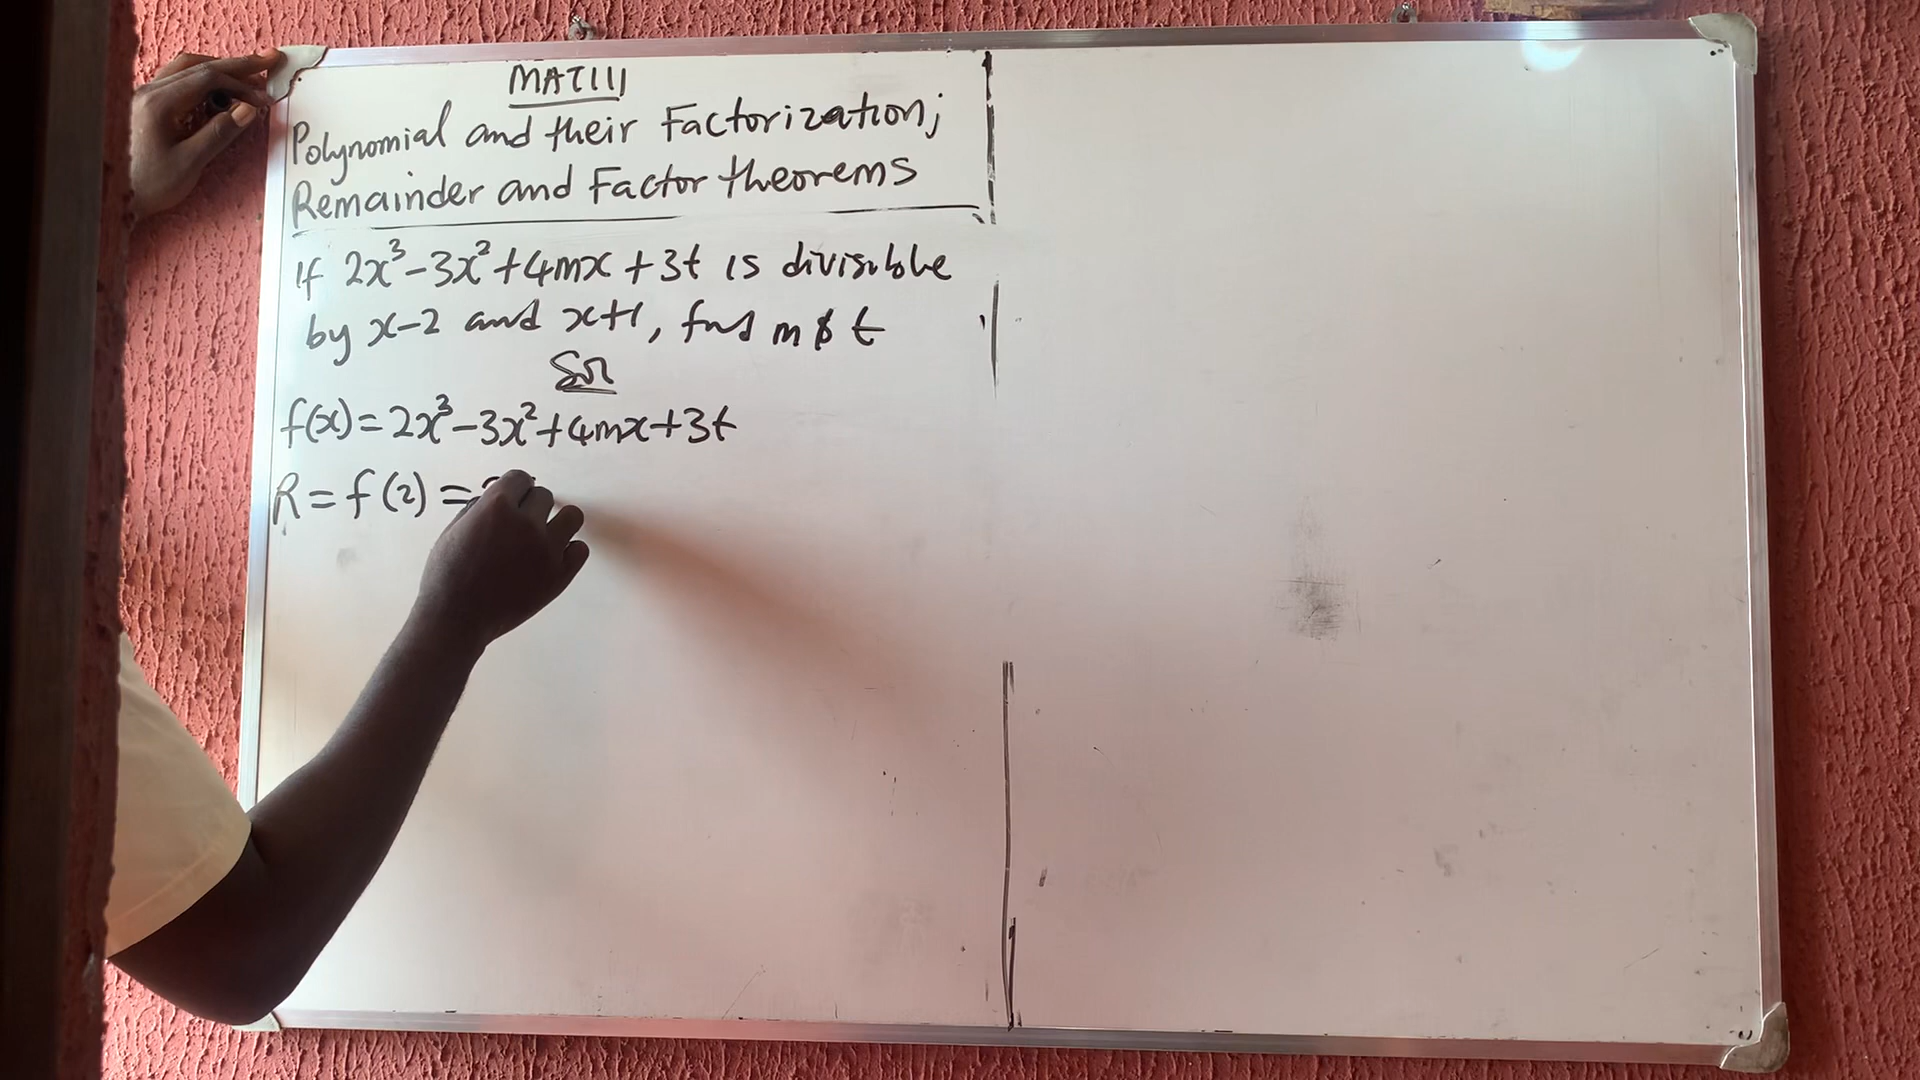 MAT111
Polynomial and their Factorization;
Remainder and Factor theorems
If 2x³-3x²+4mx+3t is divisible
by x-2 and x+1, find m & t
Sol
f(x)=2x³-3x²+4mx+3t
R=f(2)=